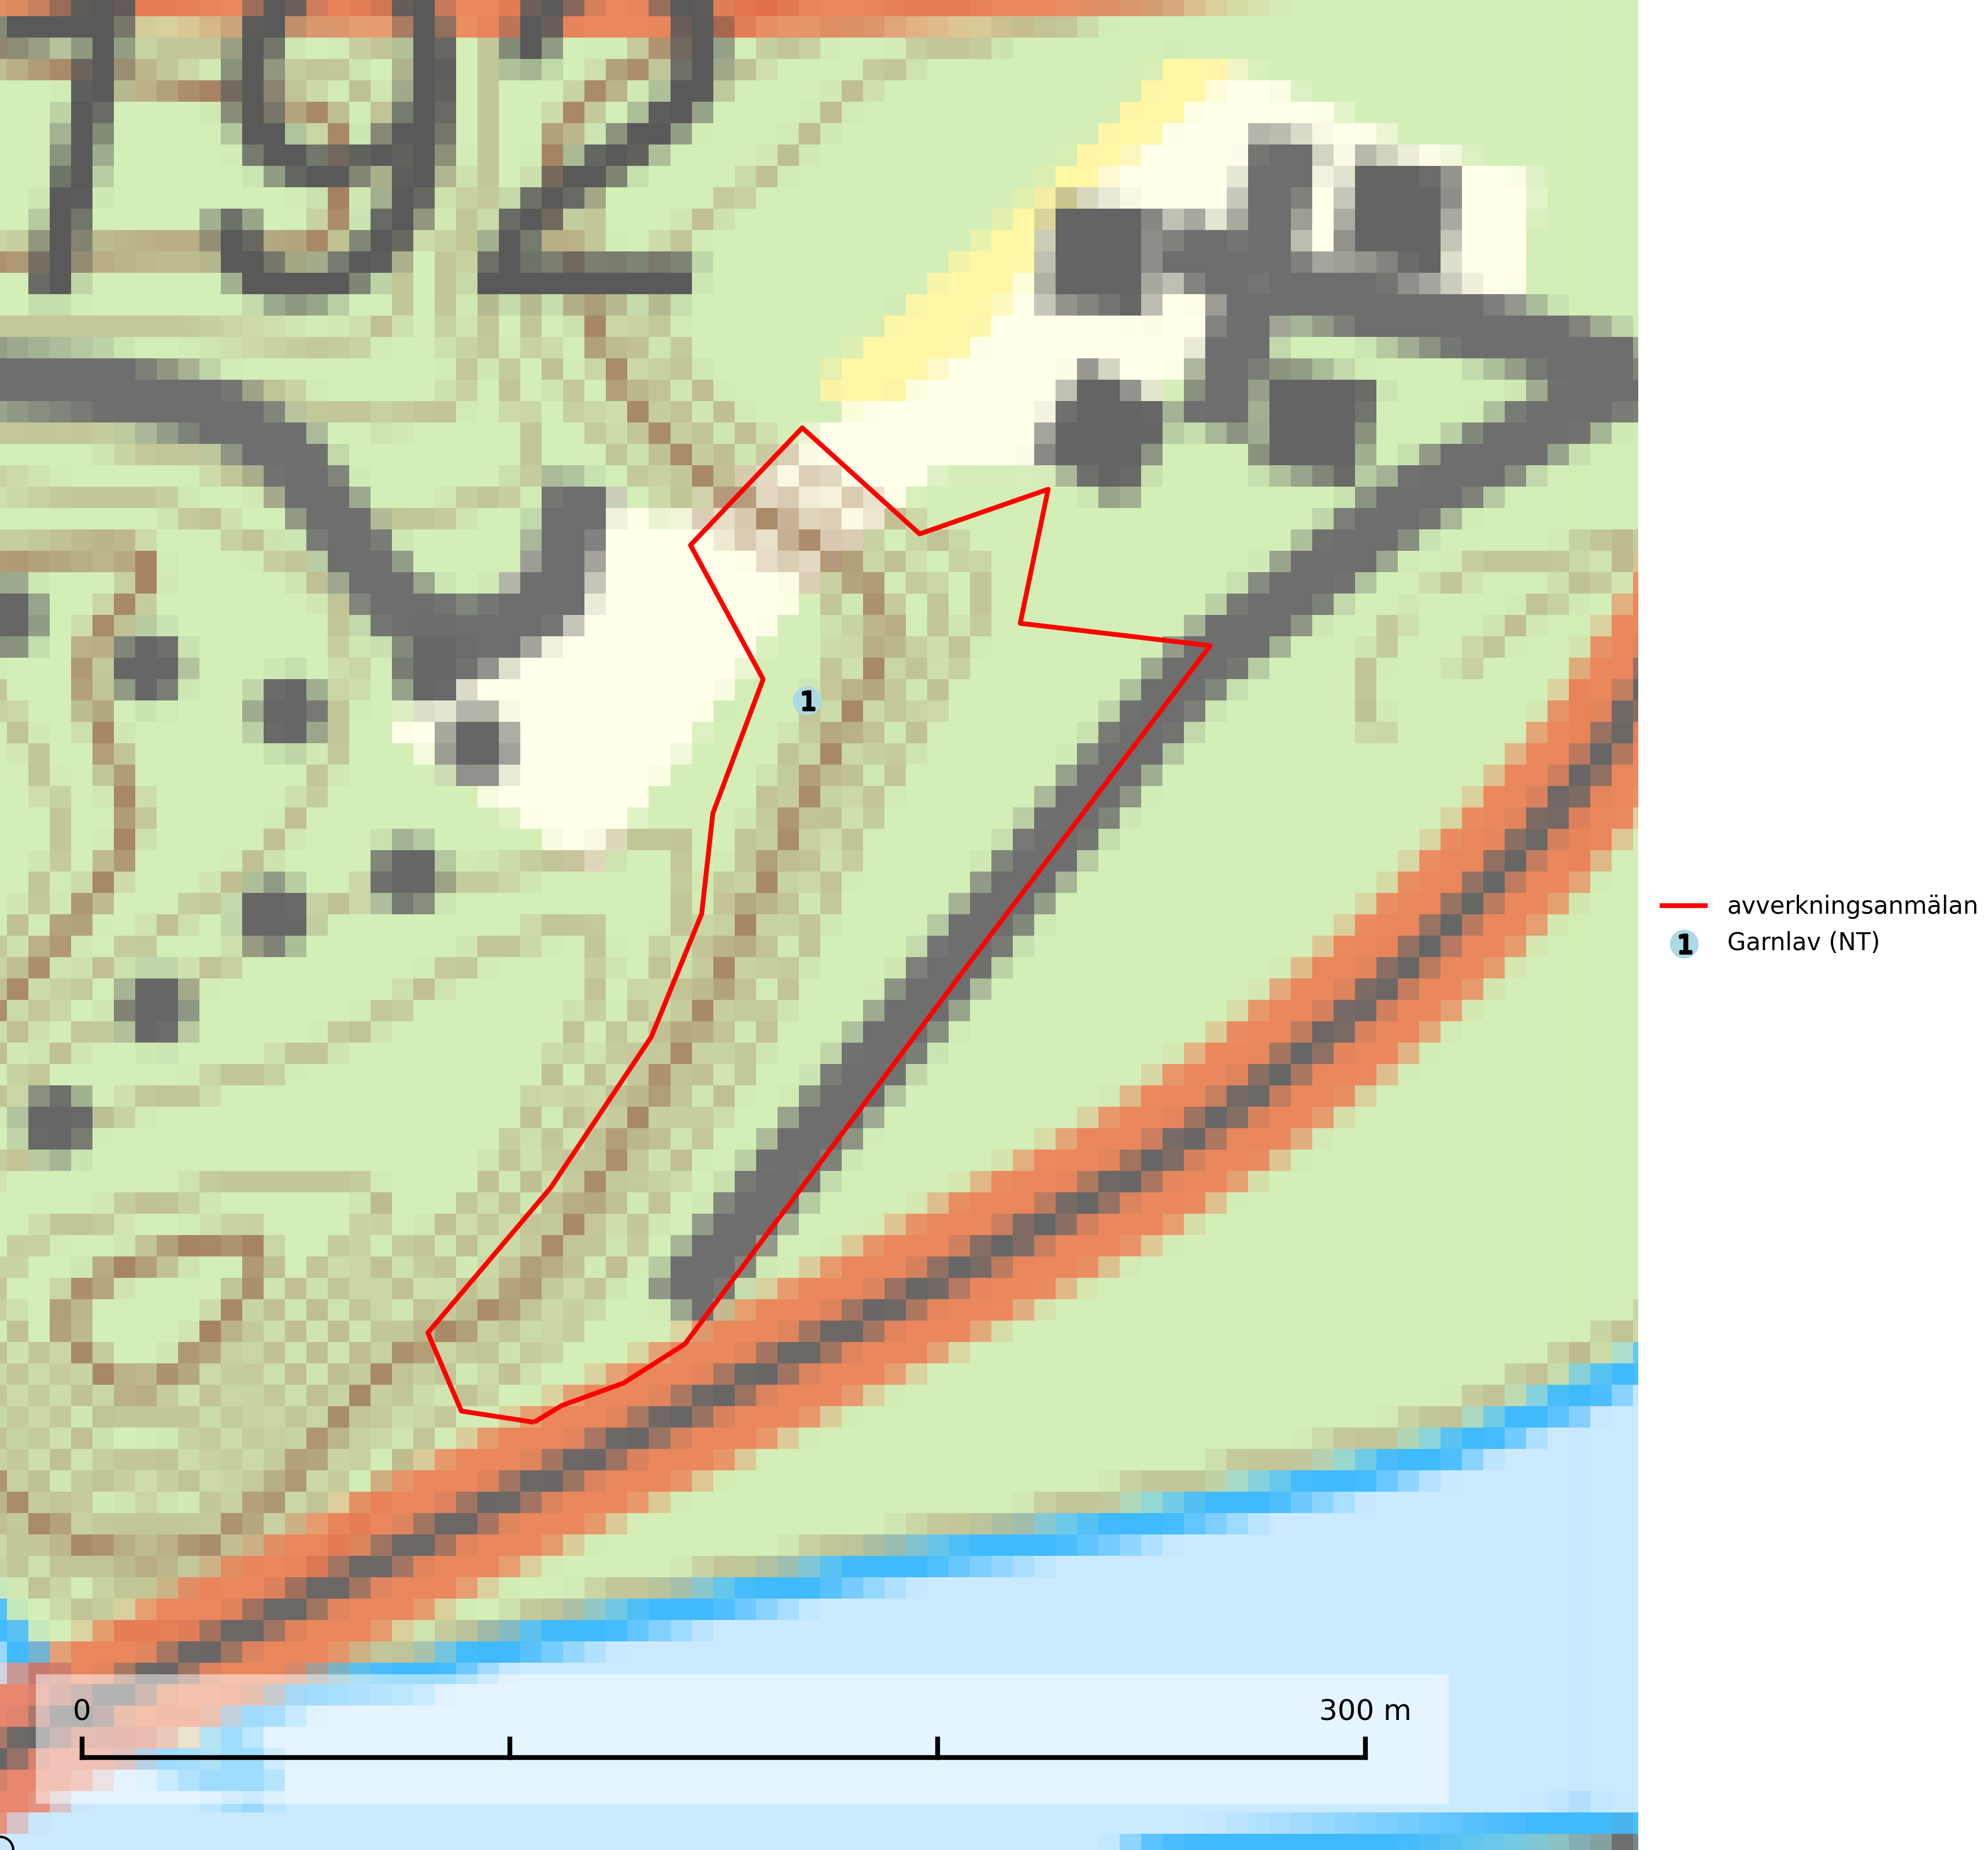 1
avverkningsanmälan
1 Garnlav (NT)
0 300 m